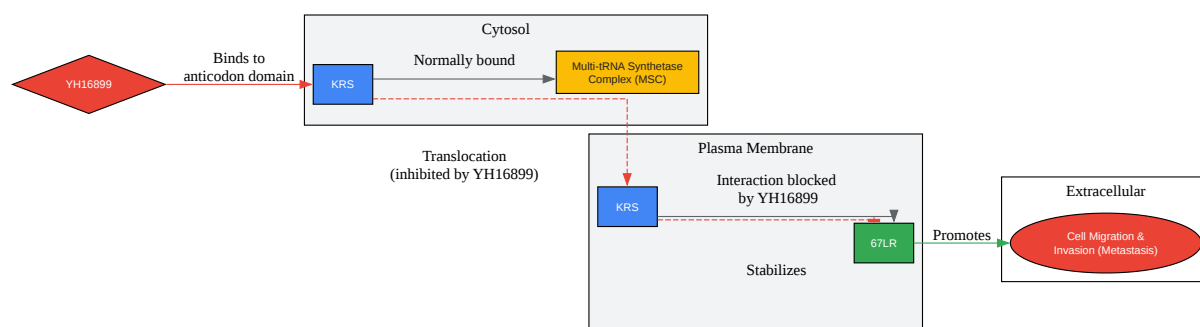 Cytosol
Binds to
anticodon domain
YH16899
Normally bound
KRS
Multi-tRNA Synthetase
Complex (MSC)
Translocation
(inhibited by YH16899)
Plasma Membrane
Interaction blocked
by YH16899
KRS
67LR
Stabilizes
Promotes
Extracellular
Cell Migration &
Invasion (Metastasis)